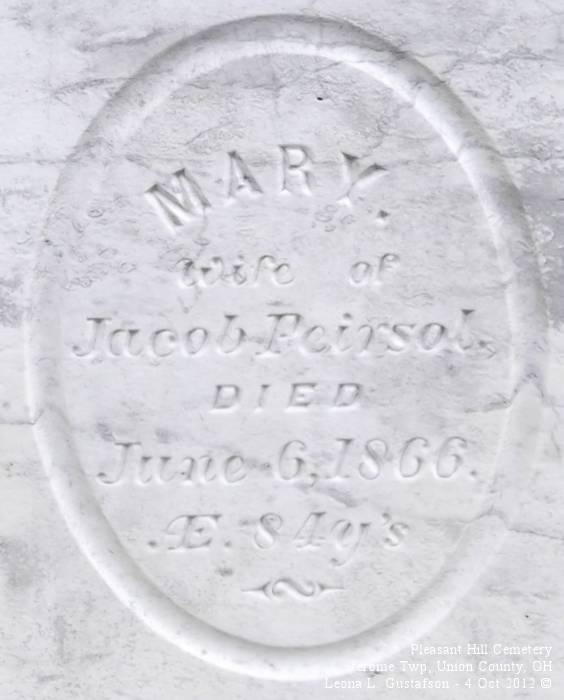 MARY.
Wife of
Jacob Peirsol,
DIED
June 6, 1866.
Æ. 84 y's
Pleasant Hill Cemetery
Jerome Twp, Union County, OH
Leona L. Gustafson - 4 Oct 2012 ©